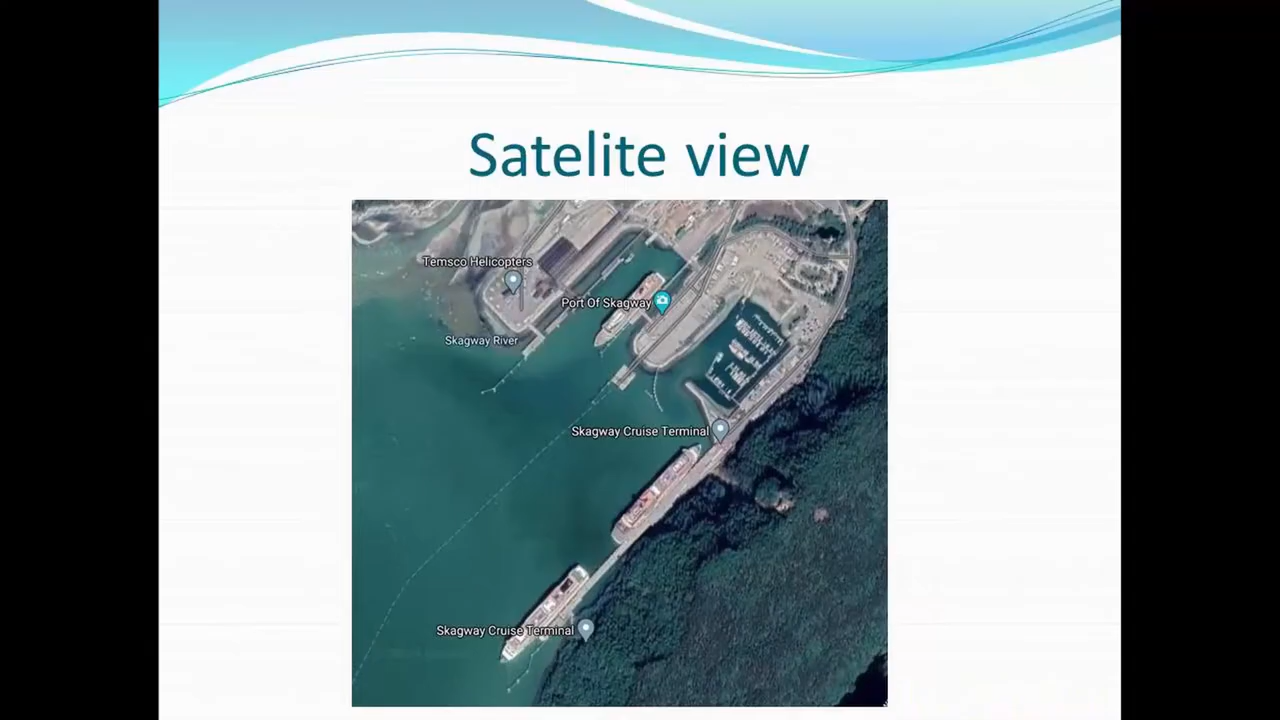 Satelite view
Temsco Helicopters
Port Of Skagway
Skagway River
Skagway Cruise Terminal
Skagway Cruise Terminal